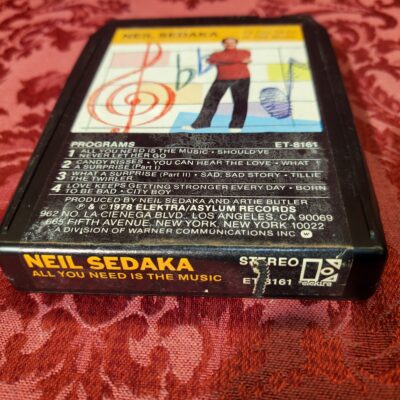 NEIL SEDAKA
PROGRAMS ET-8161
1 ALL YOU NEED IS THE MUSIC • SHOULD'VE
NEVER LET HER GO
2 CANDY KISSES • YOU CAN HEAR THE LOVE • WHAT
A SURPRISE (Part I)
3 WHAT A SURPRISE (Part II) • SAD, SAD STORY • TILLIE
THE TWIRLER
4 LOVE KEEPS GETTING STRONGER EVERY DAY • BORN
TO BE BAD • CITY BOY
PRODUCED BY NEIL SEDAKA AND ARTIE BUTLER
℗ & © 1978 ELEKTRA/ASYLUM RECORDS
962 NO. LA CIENEGA BLVD., LOS ANGELES, CA 90069
665 FIFTH AVENUE, NEW YORK, NEW YORK 10022
A DIVISION OF WARNER COMMUNICATIONS INC
NEIL SEDAKA STEREO
ALL YOU NEED IS THE MUSIC ET-8161 elektra